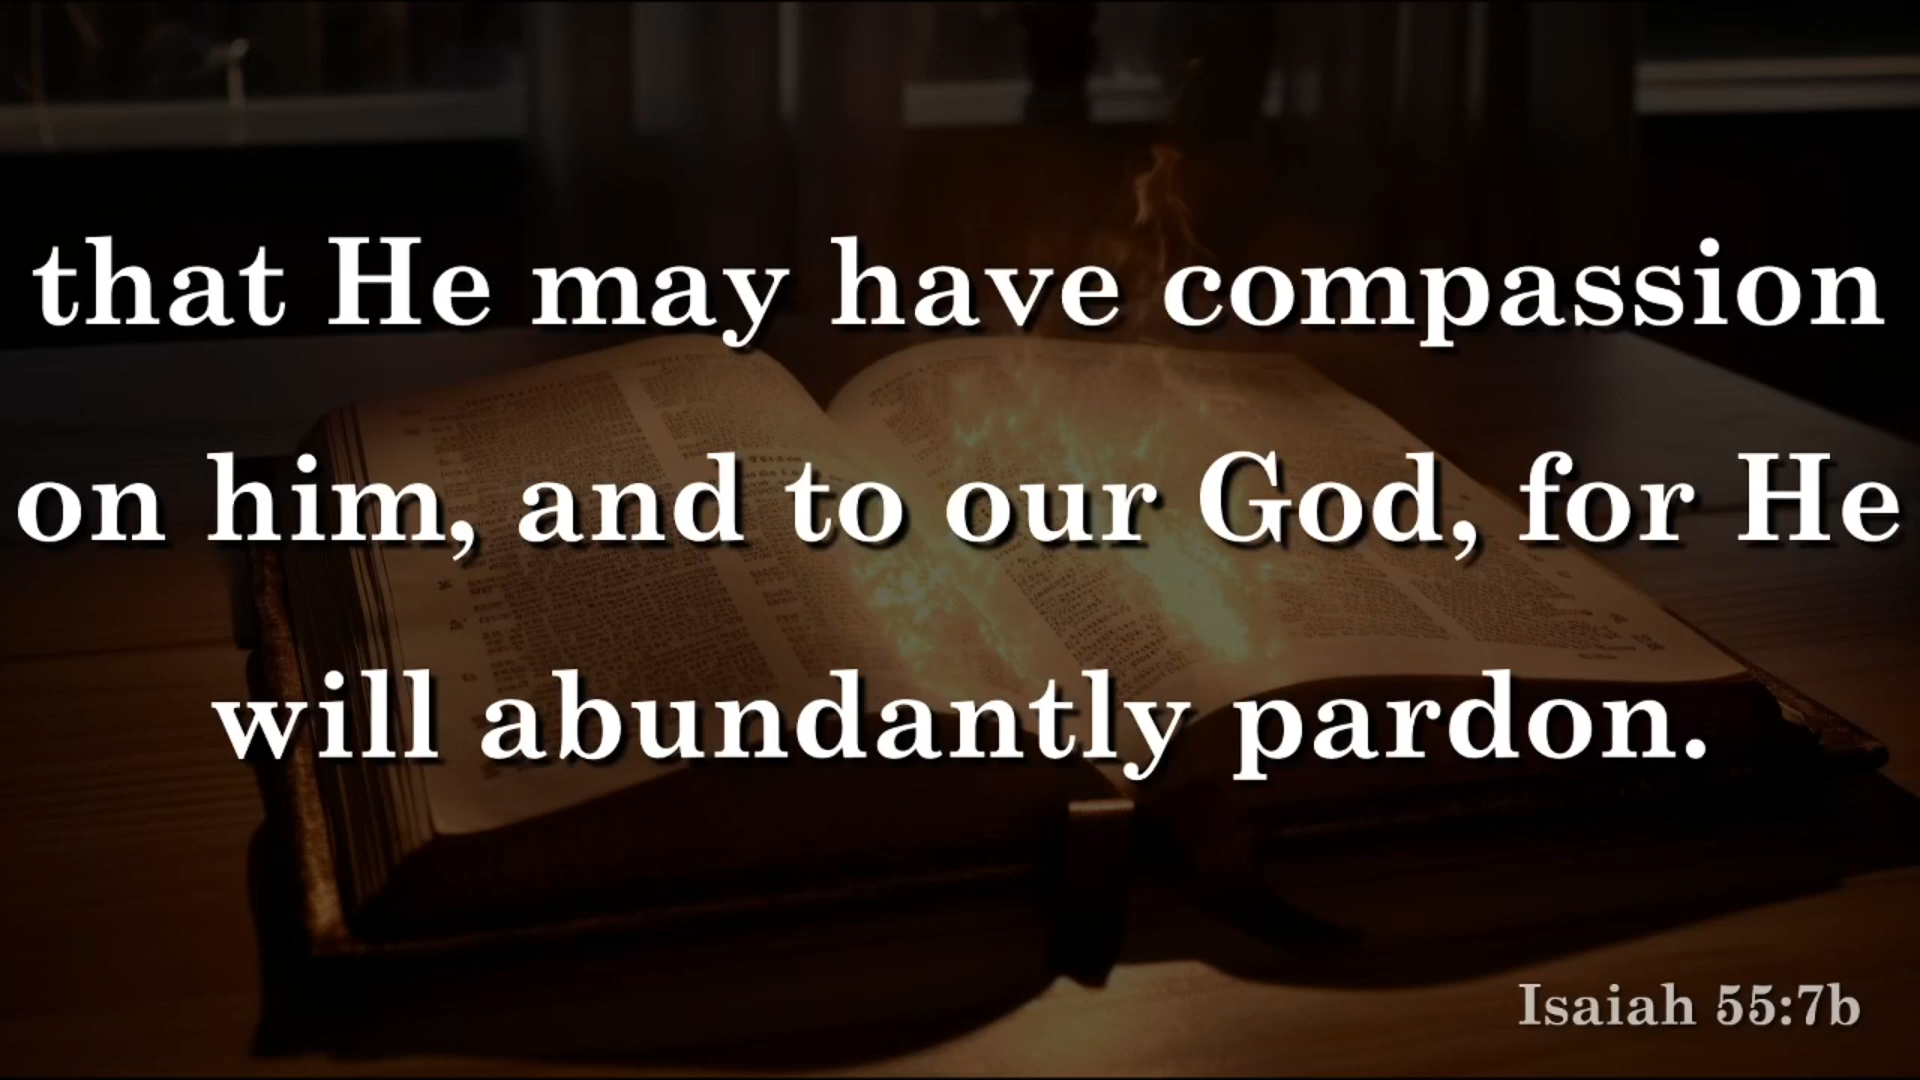 that He may have compassion
on him, and to our God, for He
will abundantly pardon.
Isaiah 55:7b